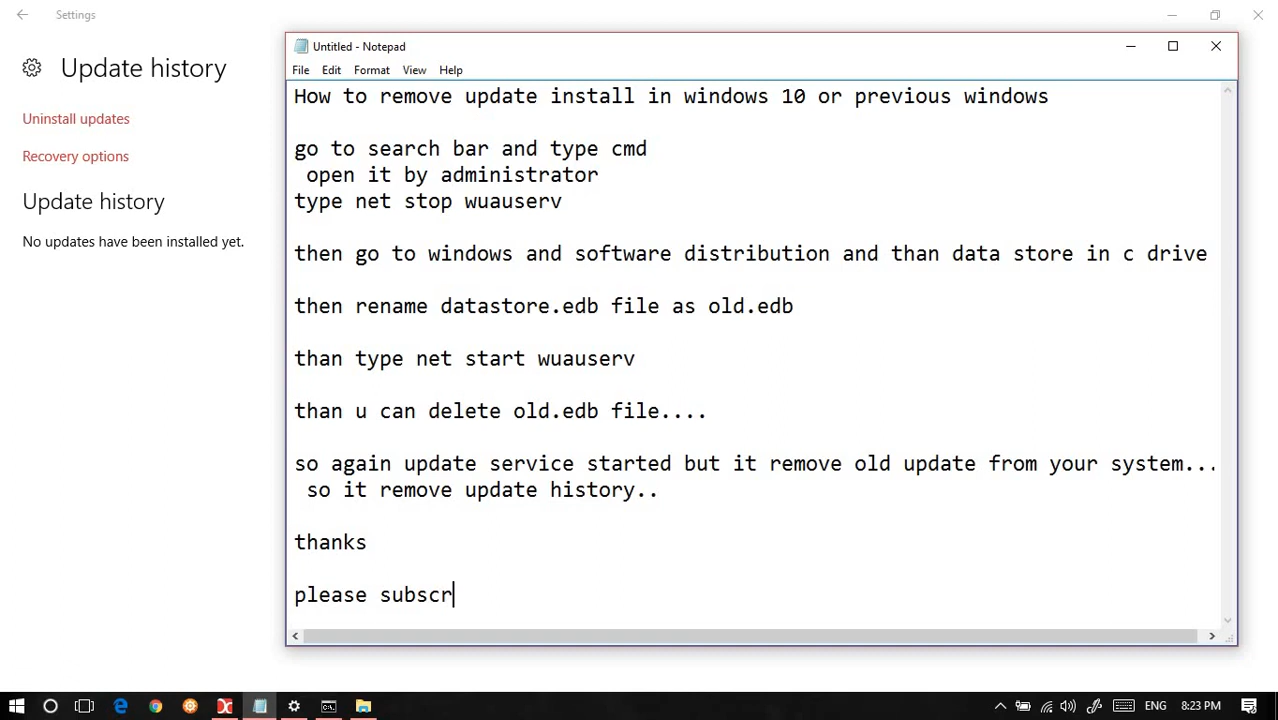 Settings
Update history
Uninstall updates
Recovery options
Update history
No updates have been installed yet.
Untitled - Notepad
File Edit Format View Help
How to remove update install in windows 10 or previous windows
go to search bar and type cmd
open it by administrator
type net stop wuauserv
then go to windows and software distribution and than data store in c drive
then rename datastore.edb file as old.edb
than type net start wuauserv
than u can delete old.edb file....
so again update service started but it remove old update from your system...
so it remove update history..
thanks
please subscr
ENG 8:23 PM